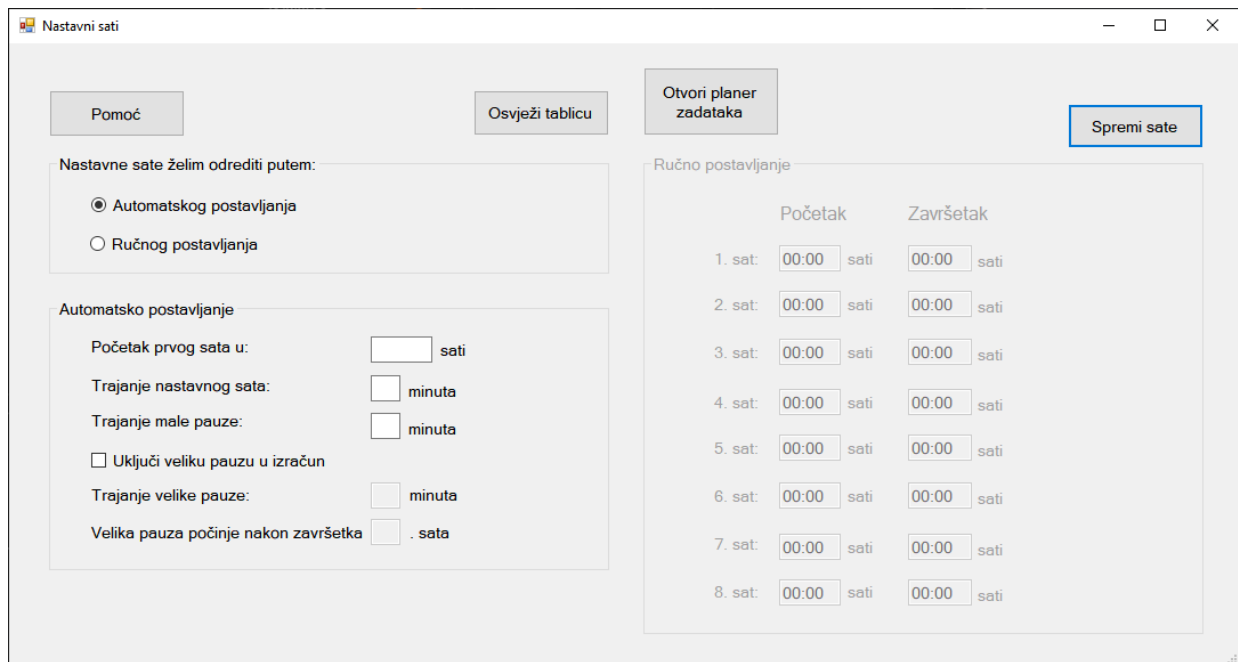 Nastavni sati
Pomoć
Osvježi tablicu
Otvori planer
zadataka
Spremi sate
Nastavne sate želim odrediti putem:
Automatskog postavljanja
Ručnog postavljanja
Automatsko postavljanje
Početak prvog sata u: sati
Trajanje nastavnog sata: minuta
Trajanje male pauze: minuta
Uključi veliku pauzu u izračun
Trajanje velike pauze: minuta
Velika pauza počinje nakon završetka . sata
Ručno postavljanje
Početak Završetak
1. sat: 00:00 sati 00:00 sati
2. sat: 00:00 sati 00:00 sati
3. sat: 00:00 sati 00:00 sati
4. sat: 00:00 sati 00:00 sati
5. sat: 00:00 sati 00:00 sati
6. sat: 00:00 sati 00:00 sati
7. sat: 00:00 sati 00:00 sati
8. sat: 00:00 sati 00:00 sati